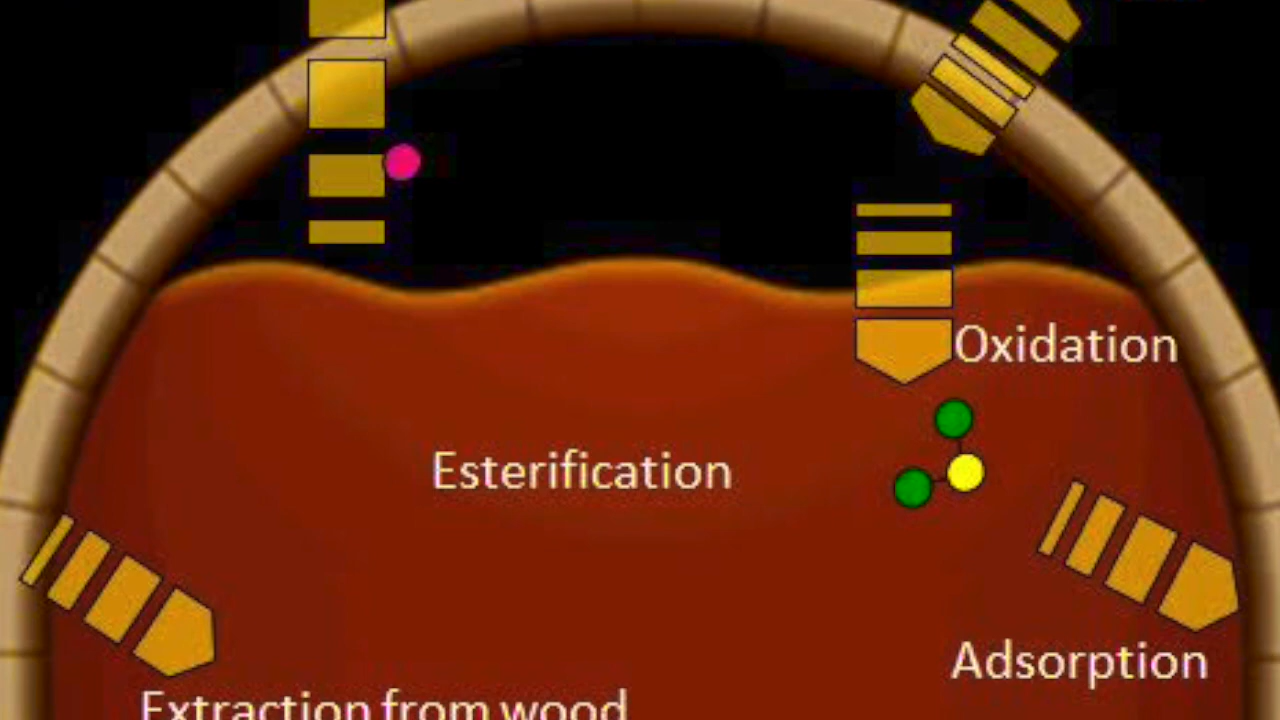 Oxidation
Esterification
Adsorption
Extraction from wood